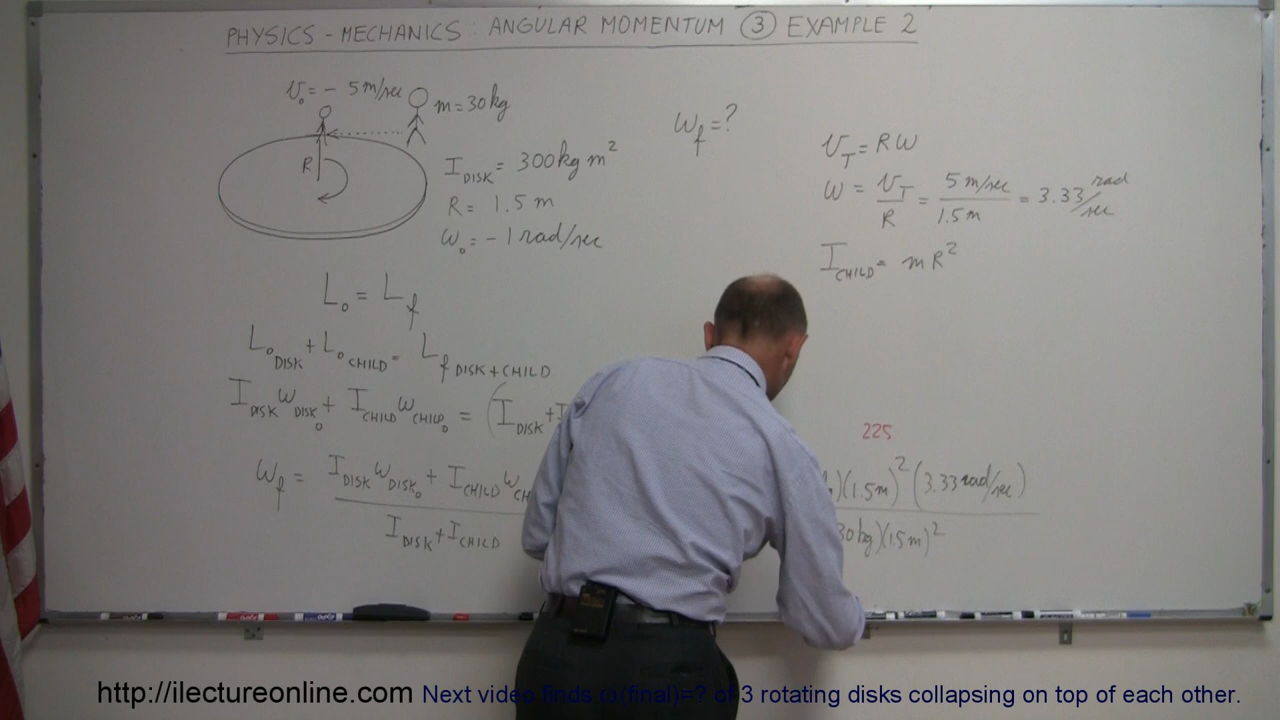 PHYSICS - MECHANICS : ANGULAR MOMENTUM ③ EXAMPLE 2
v₀ = - 5 m/sec
m = 30 kg
R
I_DISK = 300 kg m²
R = 1.5 m
ω₀ = - 1 rad/sec
ω_f = ?
v_T = R ω
ω = v_T / R = 5 m/sec / 1.5 m = 3.33 rad/sec
I_CHILD = m R²
L₀ = L_f
L₀ DISK + L₀ CHILD = L_f DISK+CHILD
I_DISK ω_DISK₀ + I_CHILD ω_CHILD₀ = (I_DISK + I
225
ω_f = I_DISK ω_DISK₀ + I_CHILD ω_CH
)(1.5 m)² (3.33 rad/sec)
I_DISK + I_CHILD
30 kg)(1.5 m)²
http://ilectureonline.com Next video finds ω(final)=? of 3 rotating disks collapsing on top of each other.